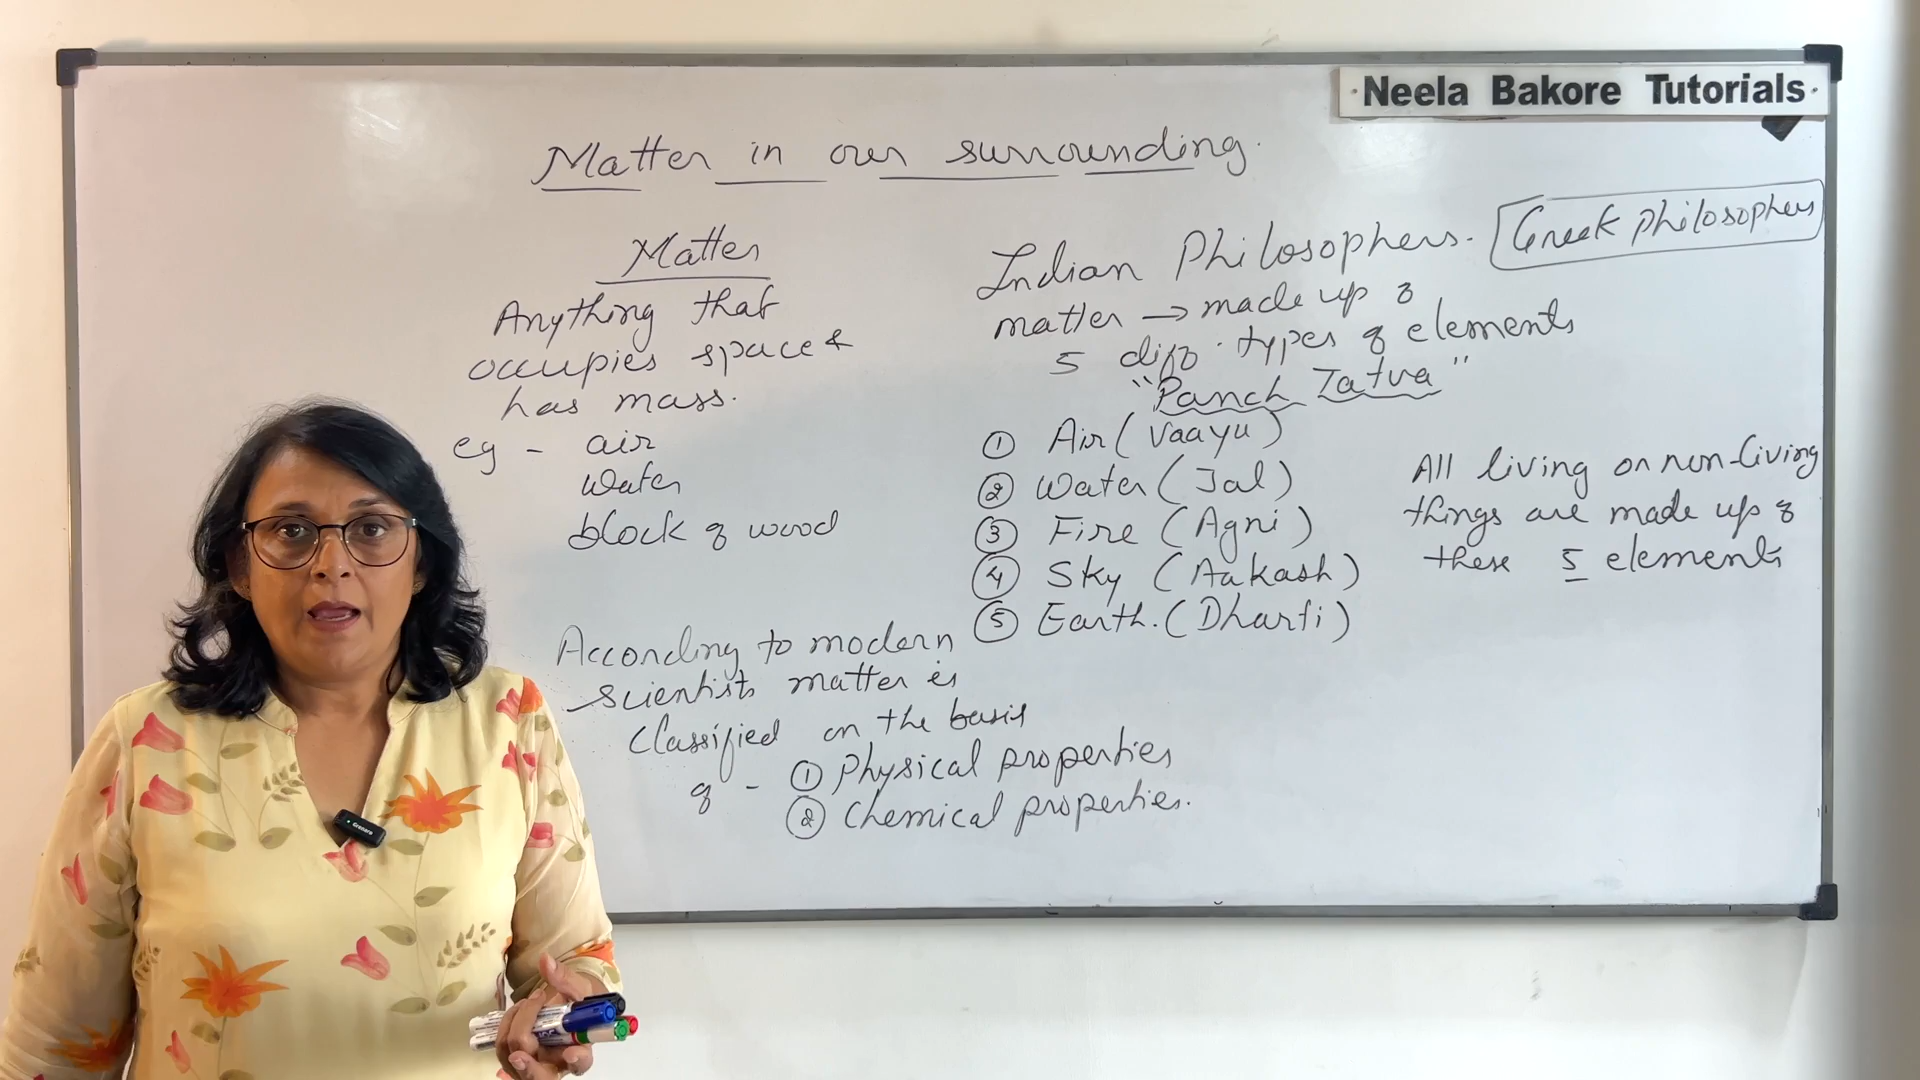 Neela Bakore Tutorials
Matter in our surrounding.
Matter
Anything that
occupies space &
has mass.
eg - air
water
block of wood
According to modern
scientists matter is
classified on the basis
of - ① Physical properties
② Chemical properties.
Indian Philosophers. Greek Philosophers
matter → made up of
5 diff. types of elements
"Panch Tatva"
① Air (Vaayu)
② Water (Jal)
③ Fire (Agni)
④ Sky (Aakash)
⑤ Earth. (Dharti)
All living or non-living
things are made up of
these 5 elements